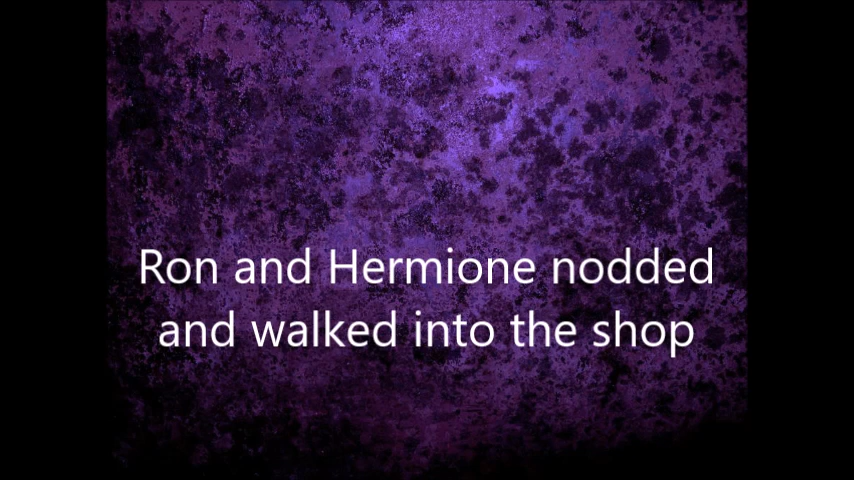 Ron and Hermione nodded
and walked into the shop